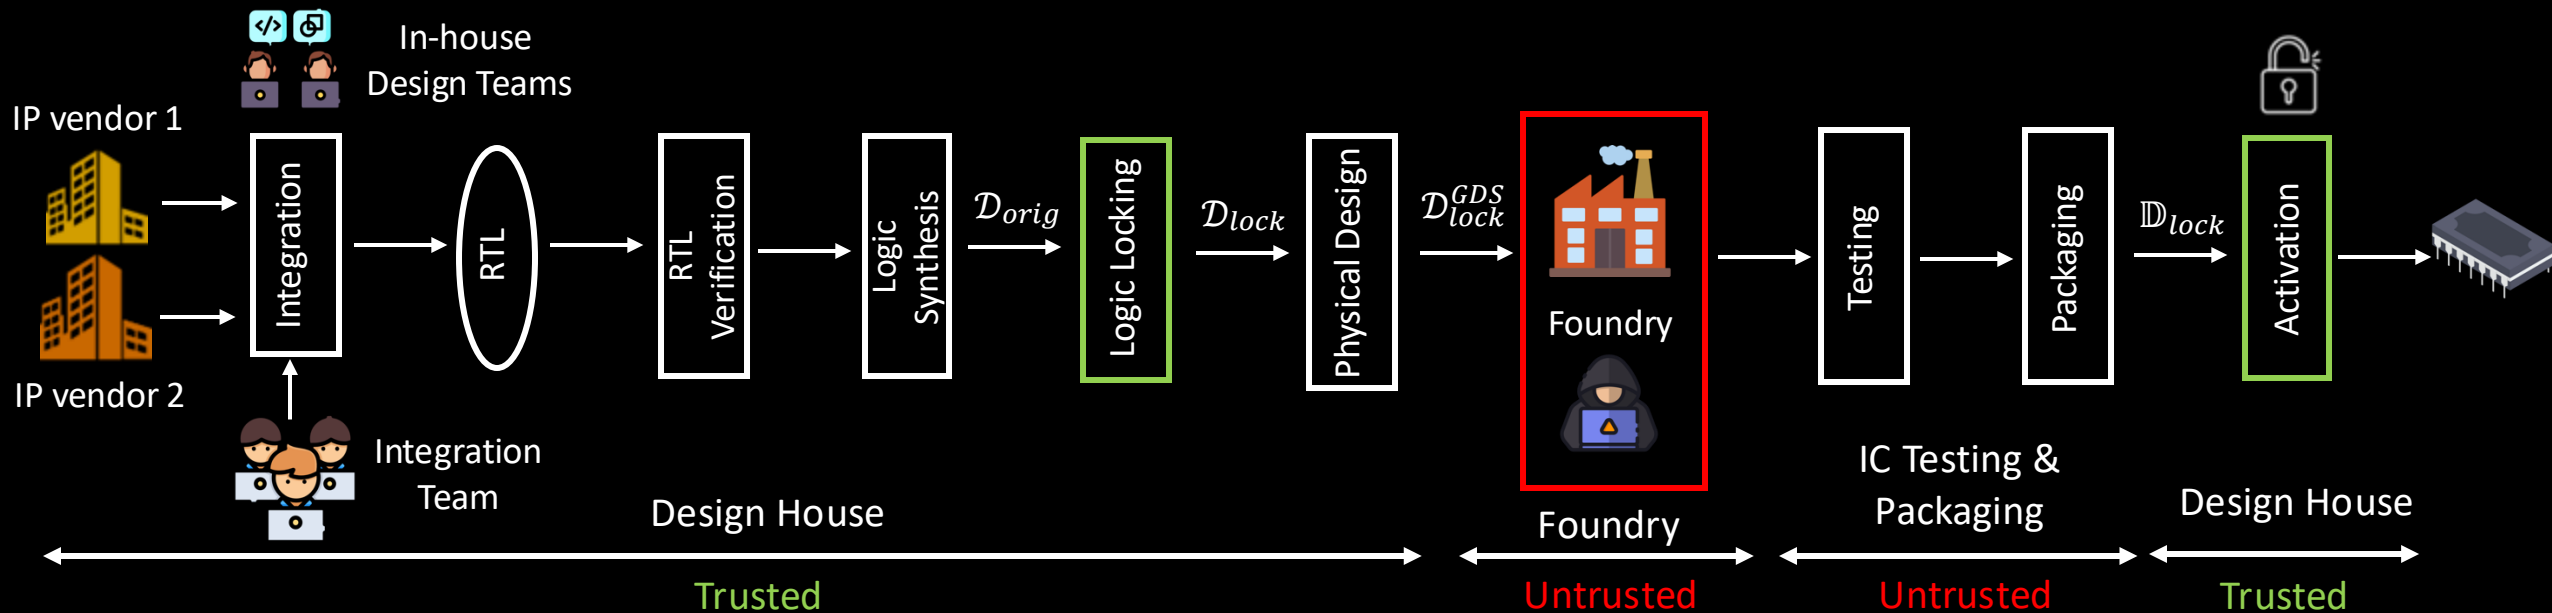 </>
In-house
Design Teams
IP vendor 1
IP vendor 2
Integration
Integration
Team
RTL
RTL
Verification
Logic
Synthesis
𝒟orig
Logic Locking
𝒟lock
Physical Design
𝒟lock^GDS
Foundry
Testing
Packaging
𝔻lock
Activation
Design House
Foundry
IC Testing &
Packaging
Design House
Trusted
Untrusted
Untrusted
Trusted